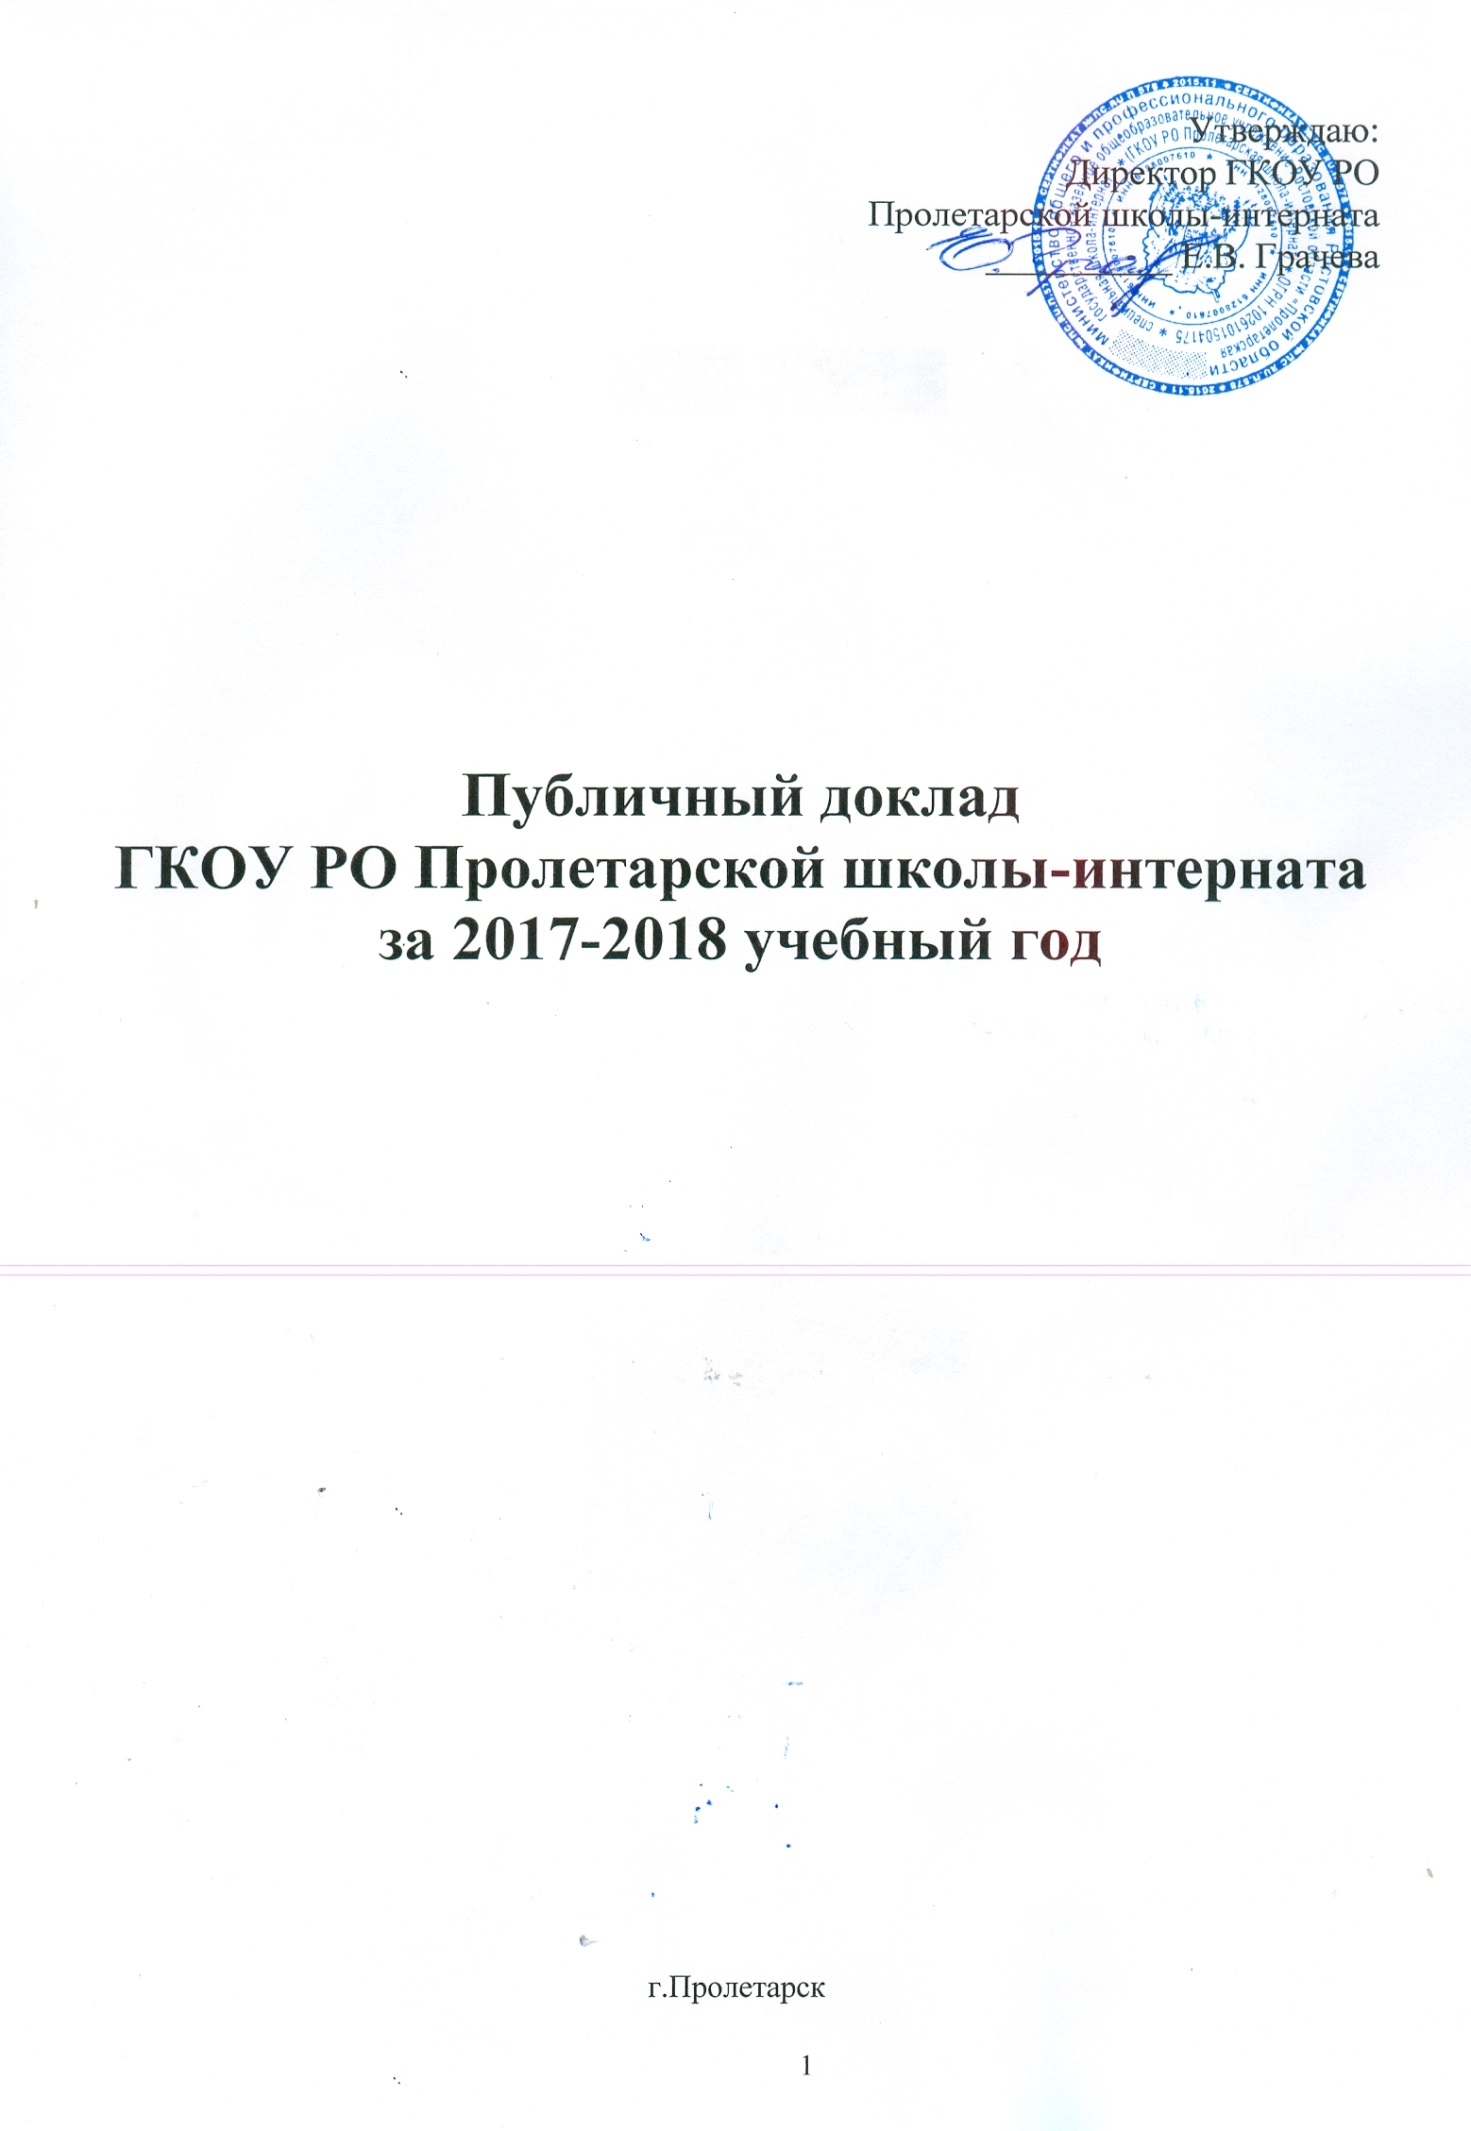 Утверждаю:
Директор ГКОУ РО
Пролетарской школы-интерната
Е.В. Грачева
Публичный доклад
ГКОУ РО Пролетарской школы-интерната
за 2017-2018 учебный год
г.Пролетарск
1